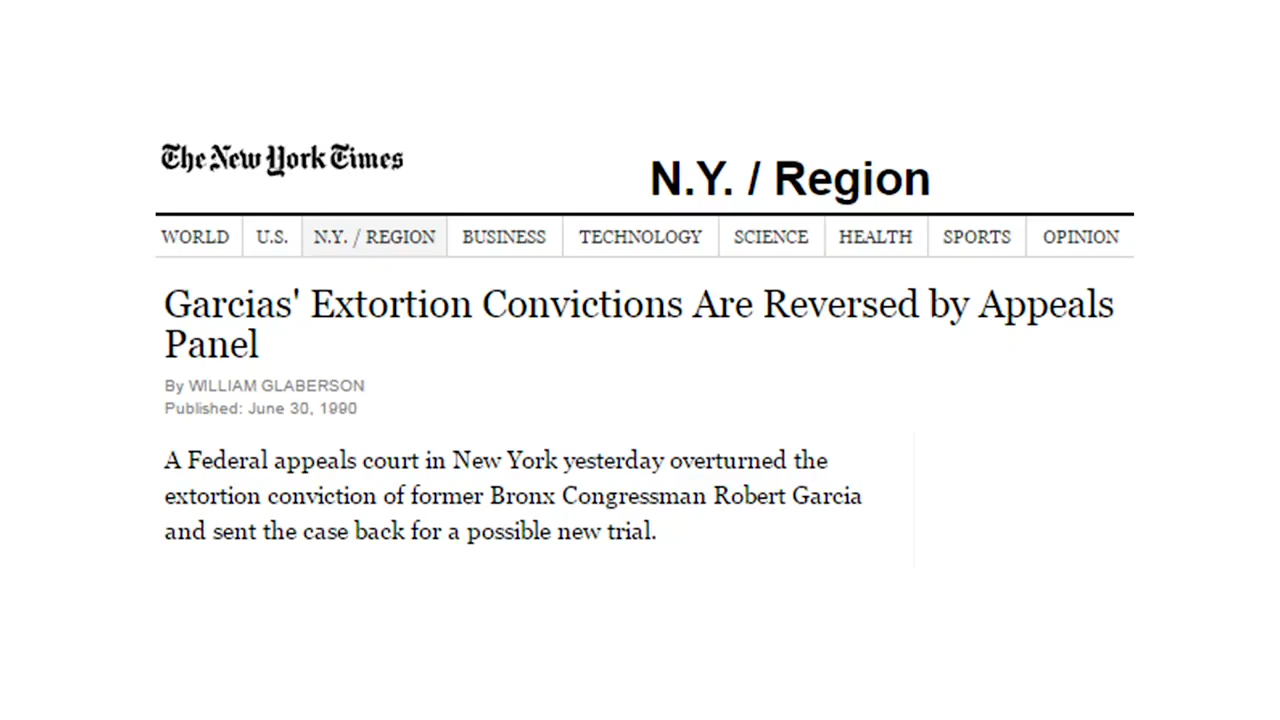 The New York Times
N.Y. / Region
WORLD U.S. N.Y. / REGION BUSINESS TECHNOLOGY SCIENCE HEALTH SPORTS OPINION
Garcias' Extortion Convictions Are Reversed by Appeals
Panel
By WILLIAM GLABERSON
Published: June 30, 1990
A Federal appeals court in New York yesterday overturned the
extortion conviction of former Bronx Congressman Robert Garcia
and sent the case back for a possible new trial.